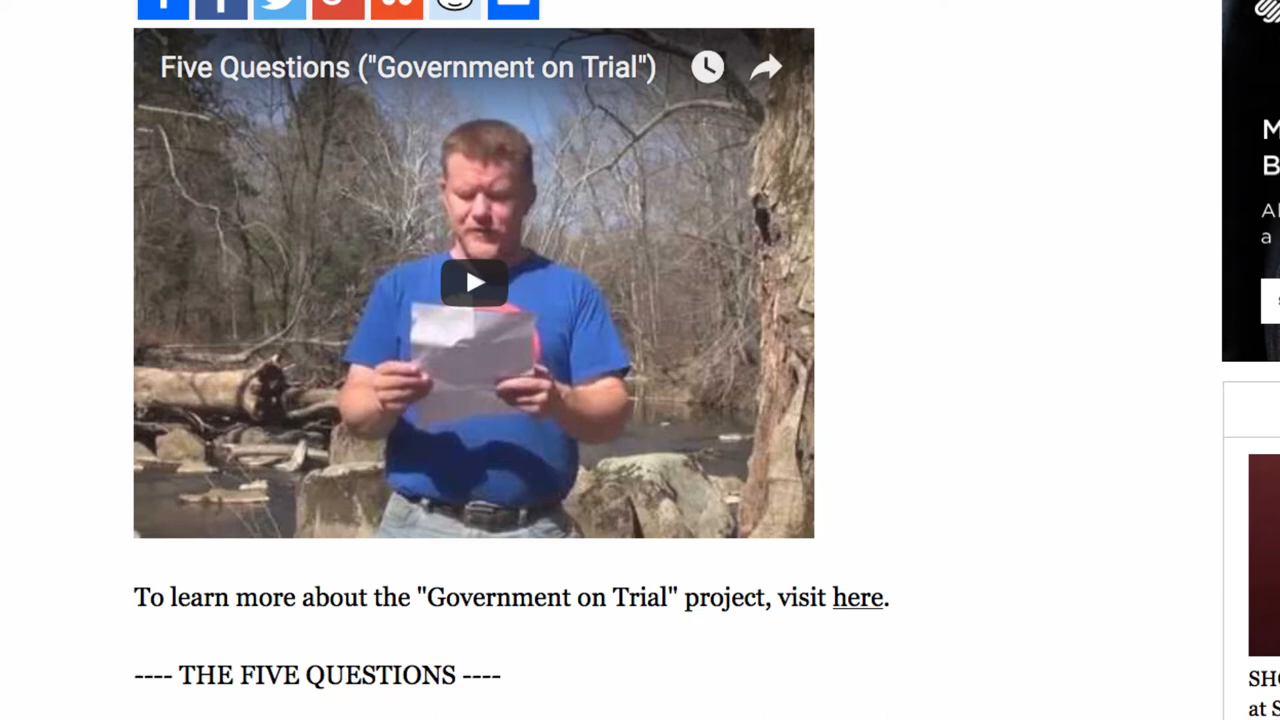 Five Questions ("Government on Trial")
To learn more about the "Government on Trial" project, visit here.
---- THE FIVE QUESTIONS ----
M
B
a
at S